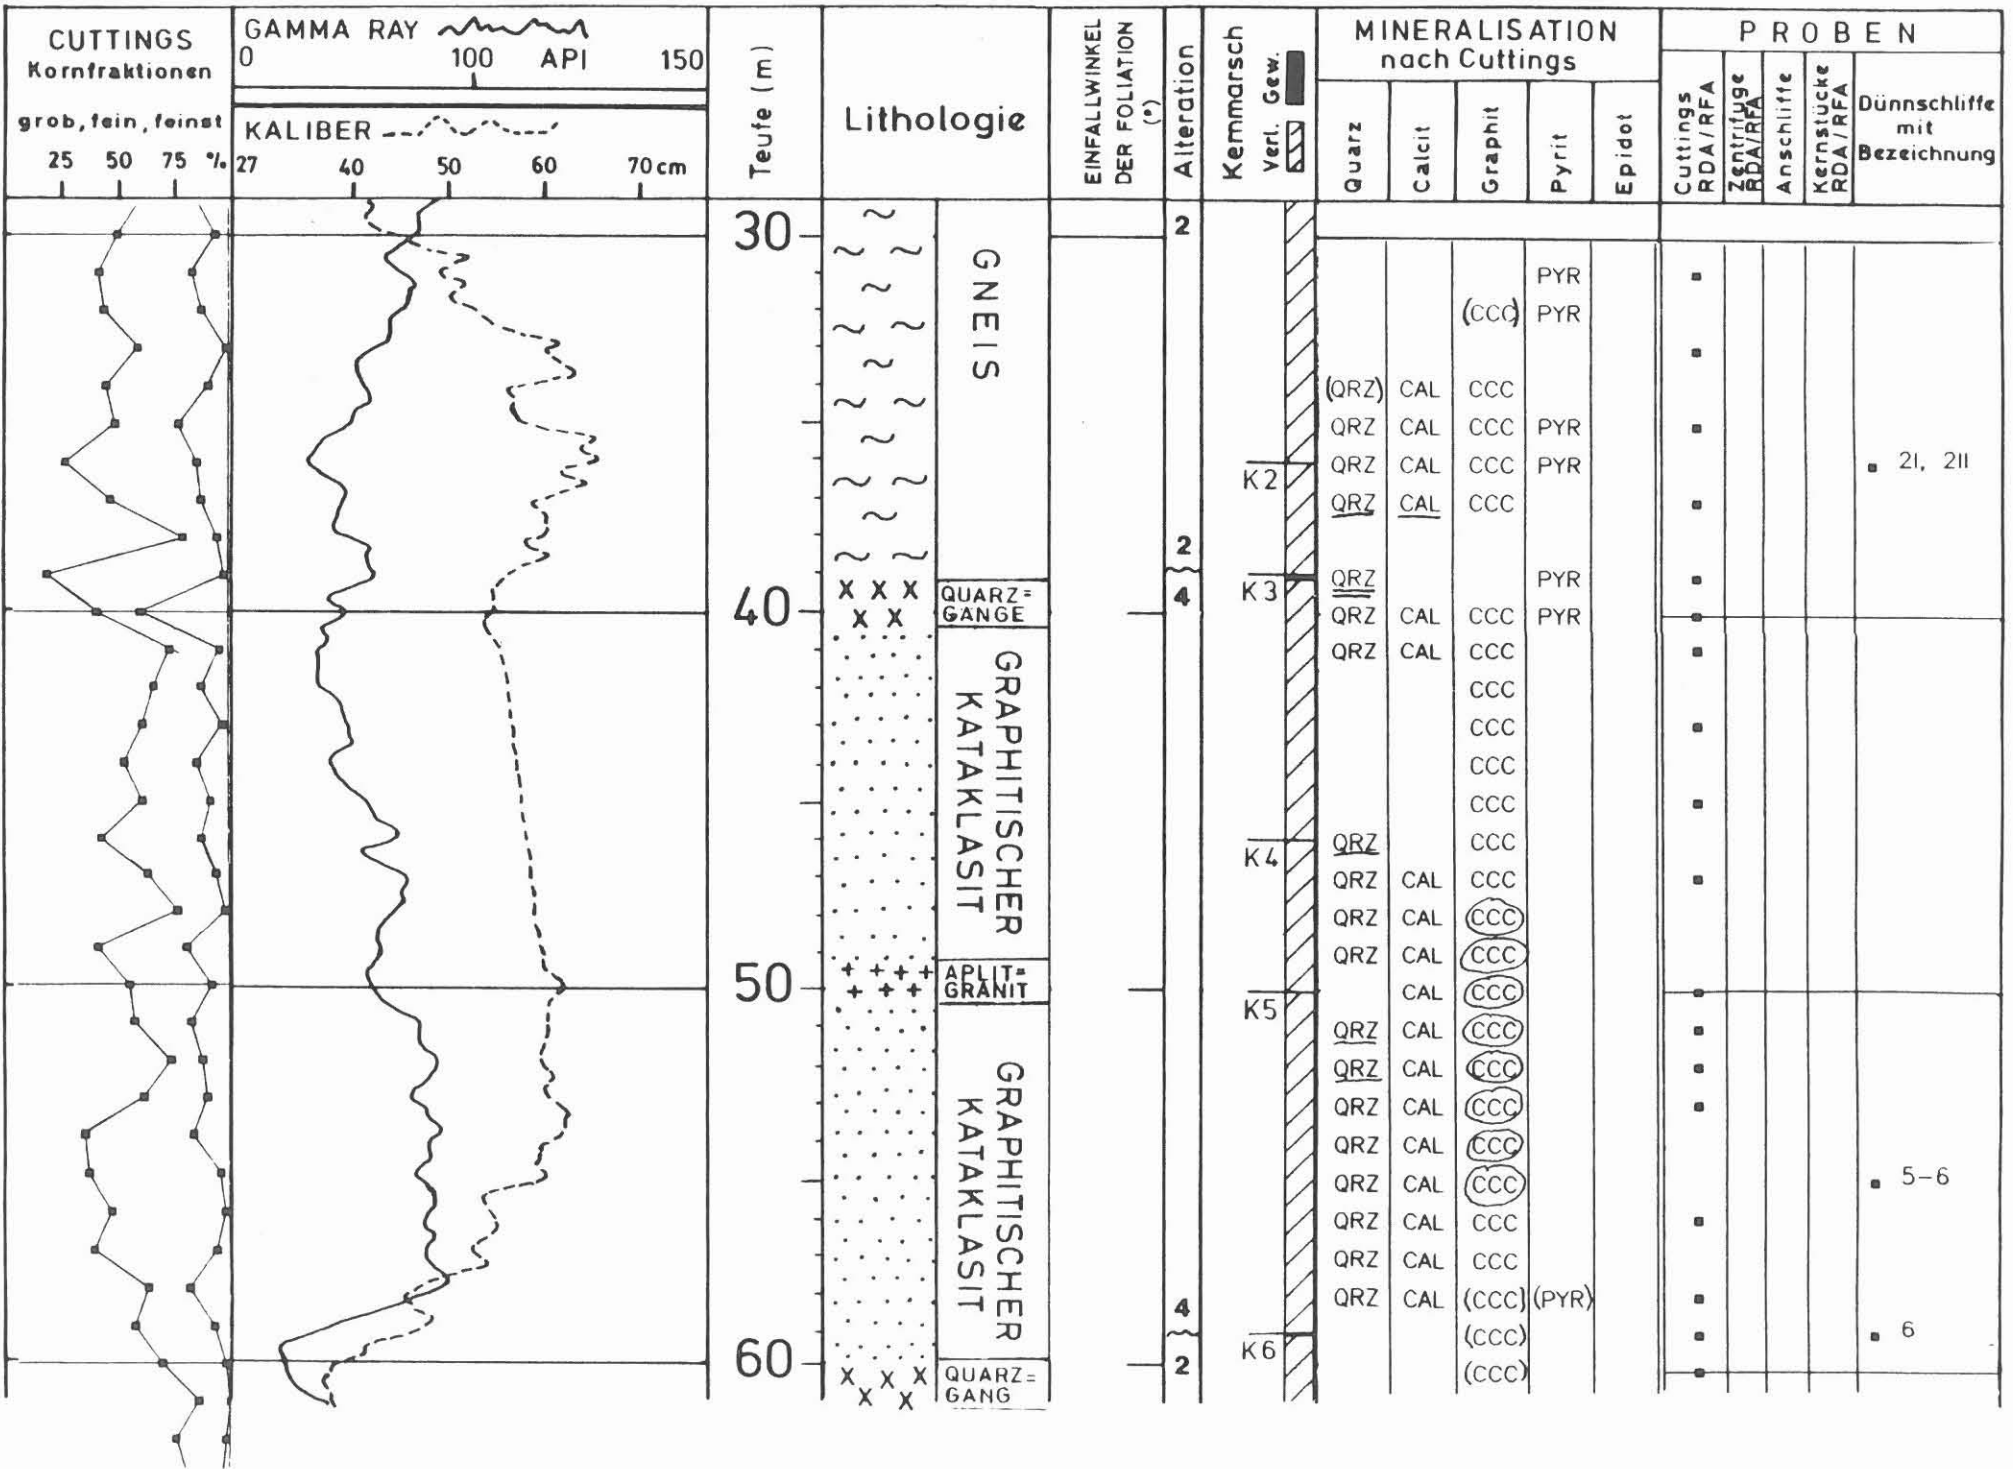 CUTTINGS
Kornfraktionen
grob, fein, feinst
25 50 75 %
GAMMA RAY
0 100 API 150
KALIBER
27 40 50 60 70 cm
Teufe (m)
Lithologie
EINFALLWINKEL
DER FOLIATION
(°)
Alteration
Kernmarsch
Verl. Gew.
MINERALISATION
nach Cuttings
Quarz
Calcit
Graphit
Pyrit
Epidot
PROBEN
Cuttings
RDA/RFA
Zentrifuge
RDA/RFA
Anschliffe
Kernstücke
RDA/RFA
Dünnschliffe
mit
Bezeichnung
30
2
GNEIS
PYR
(CCC) PYR
(QRZ) CAL CCC
QRZ CAL CCC PYR
K2
QRZ CAL CCC PYR
2I, 2II
QRZ CAL CCC
2
K3
QRZ PYR
QUARZ=
GÄNGE
40
4
QRZ CAL CCC PYR
QRZ CAL CCC
CCC
CCC
CCC
CCC
GRAPHITISCHER
KATAKLASIT
K4
QRZ CCC
QRZ CAL CCC
QRZ CAL CCC
QRZ CAL CCC
APLIT=
GRANIT
50
K5
CAL CCC
QRZ CAL CCC
QRZ CAL CCC
QRZ CAL CCC
QRZ CAL CCC
QRZ CAL CCC
5-6
GRAPHITISCHER
KATAKLASIT
QRZ CAL CCC
QRZ CAL CCC
4
QRZ CAL (CCC) (PYR)
K6
(CCC)
6
60
2
(CCC)
QUARZ=
GANG